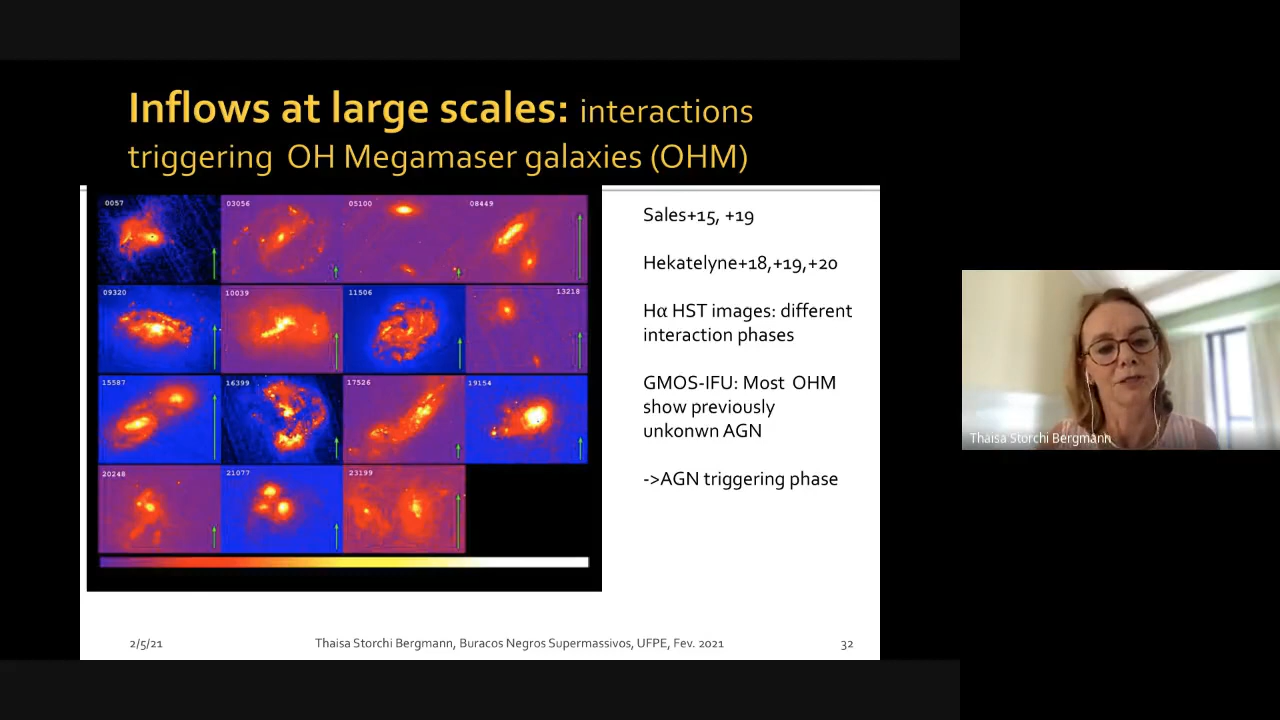 Inflows at large scales: interactions
triggering OH Megamaser galaxies (OHM)
0057
03056
05100
08449
09320
10039
11506
13218
15587
16399
17526
19154
20248
21077
23199
Sales+15, +19
Hekatelyne+18,+19,+20
Hα HST images: different
interaction phases
GMOS-IFU: Most OHM
show previously
unkonwn AGN
->AGN triggering phase
Thaisa Storchi Bergmann
2/5/21
Thaisa Storchi Bergmann, Buracos Negros Supermassivos, UFPE, Fev. 2021
32